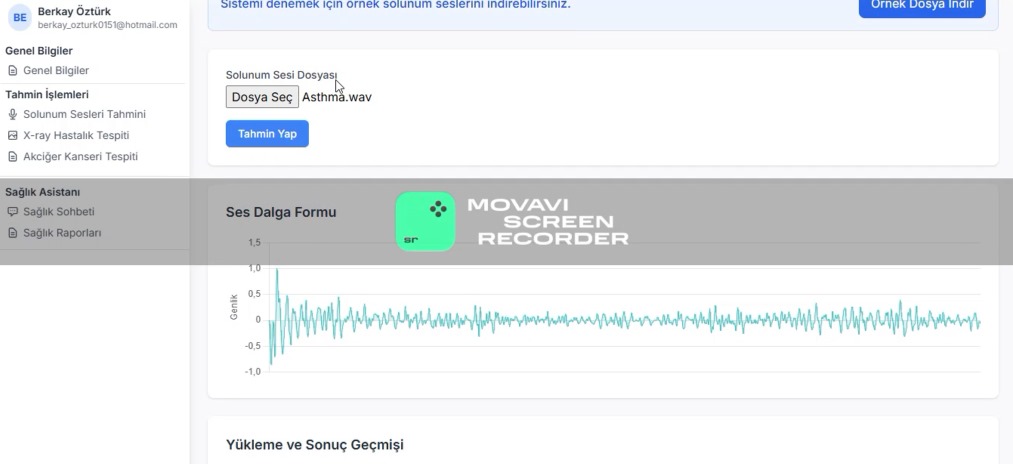 BE
Berkay Öztürk
berkay_ozturk0151@hotmail.com
Genel Bilgiler
Genel Bilgiler
Tahmin İşlemleri
Solunum Sesleri Tahmini
X-ray Hastalık Tespiti
Akciğer Kanseri Tespiti
Sağlık Asistanı
Sağlık Sohbeti
Sağlık Raporları
Sistemi denemek için örnek solunum seslerini indirebilirsiniz.
Örnek Dosya İndir
Solunum Sesi Dosyası
Dosya Seç Asthma.wav
Tahmin Yap
Ses Dalga Formu
sr
MOVAVI
SCREEN
RECORDER
Genlik
1,5
1,0
0,5
0
-0,5
-1,0
Yükleme ve Sonuç Geçmişi